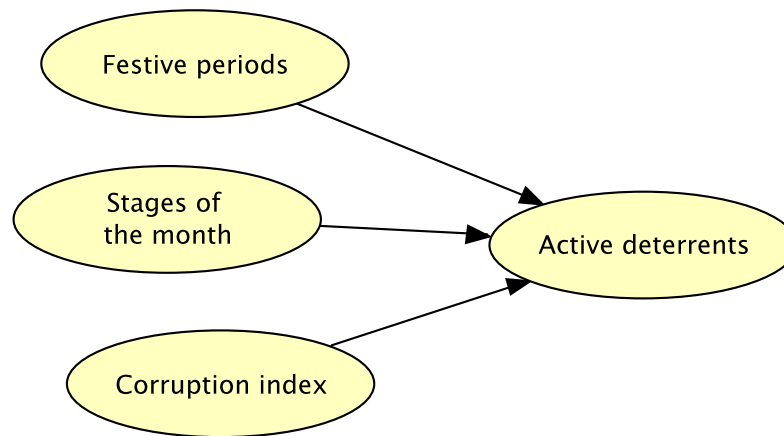 Festive periods
Stages of
the month
Active deterrents
Corruption index